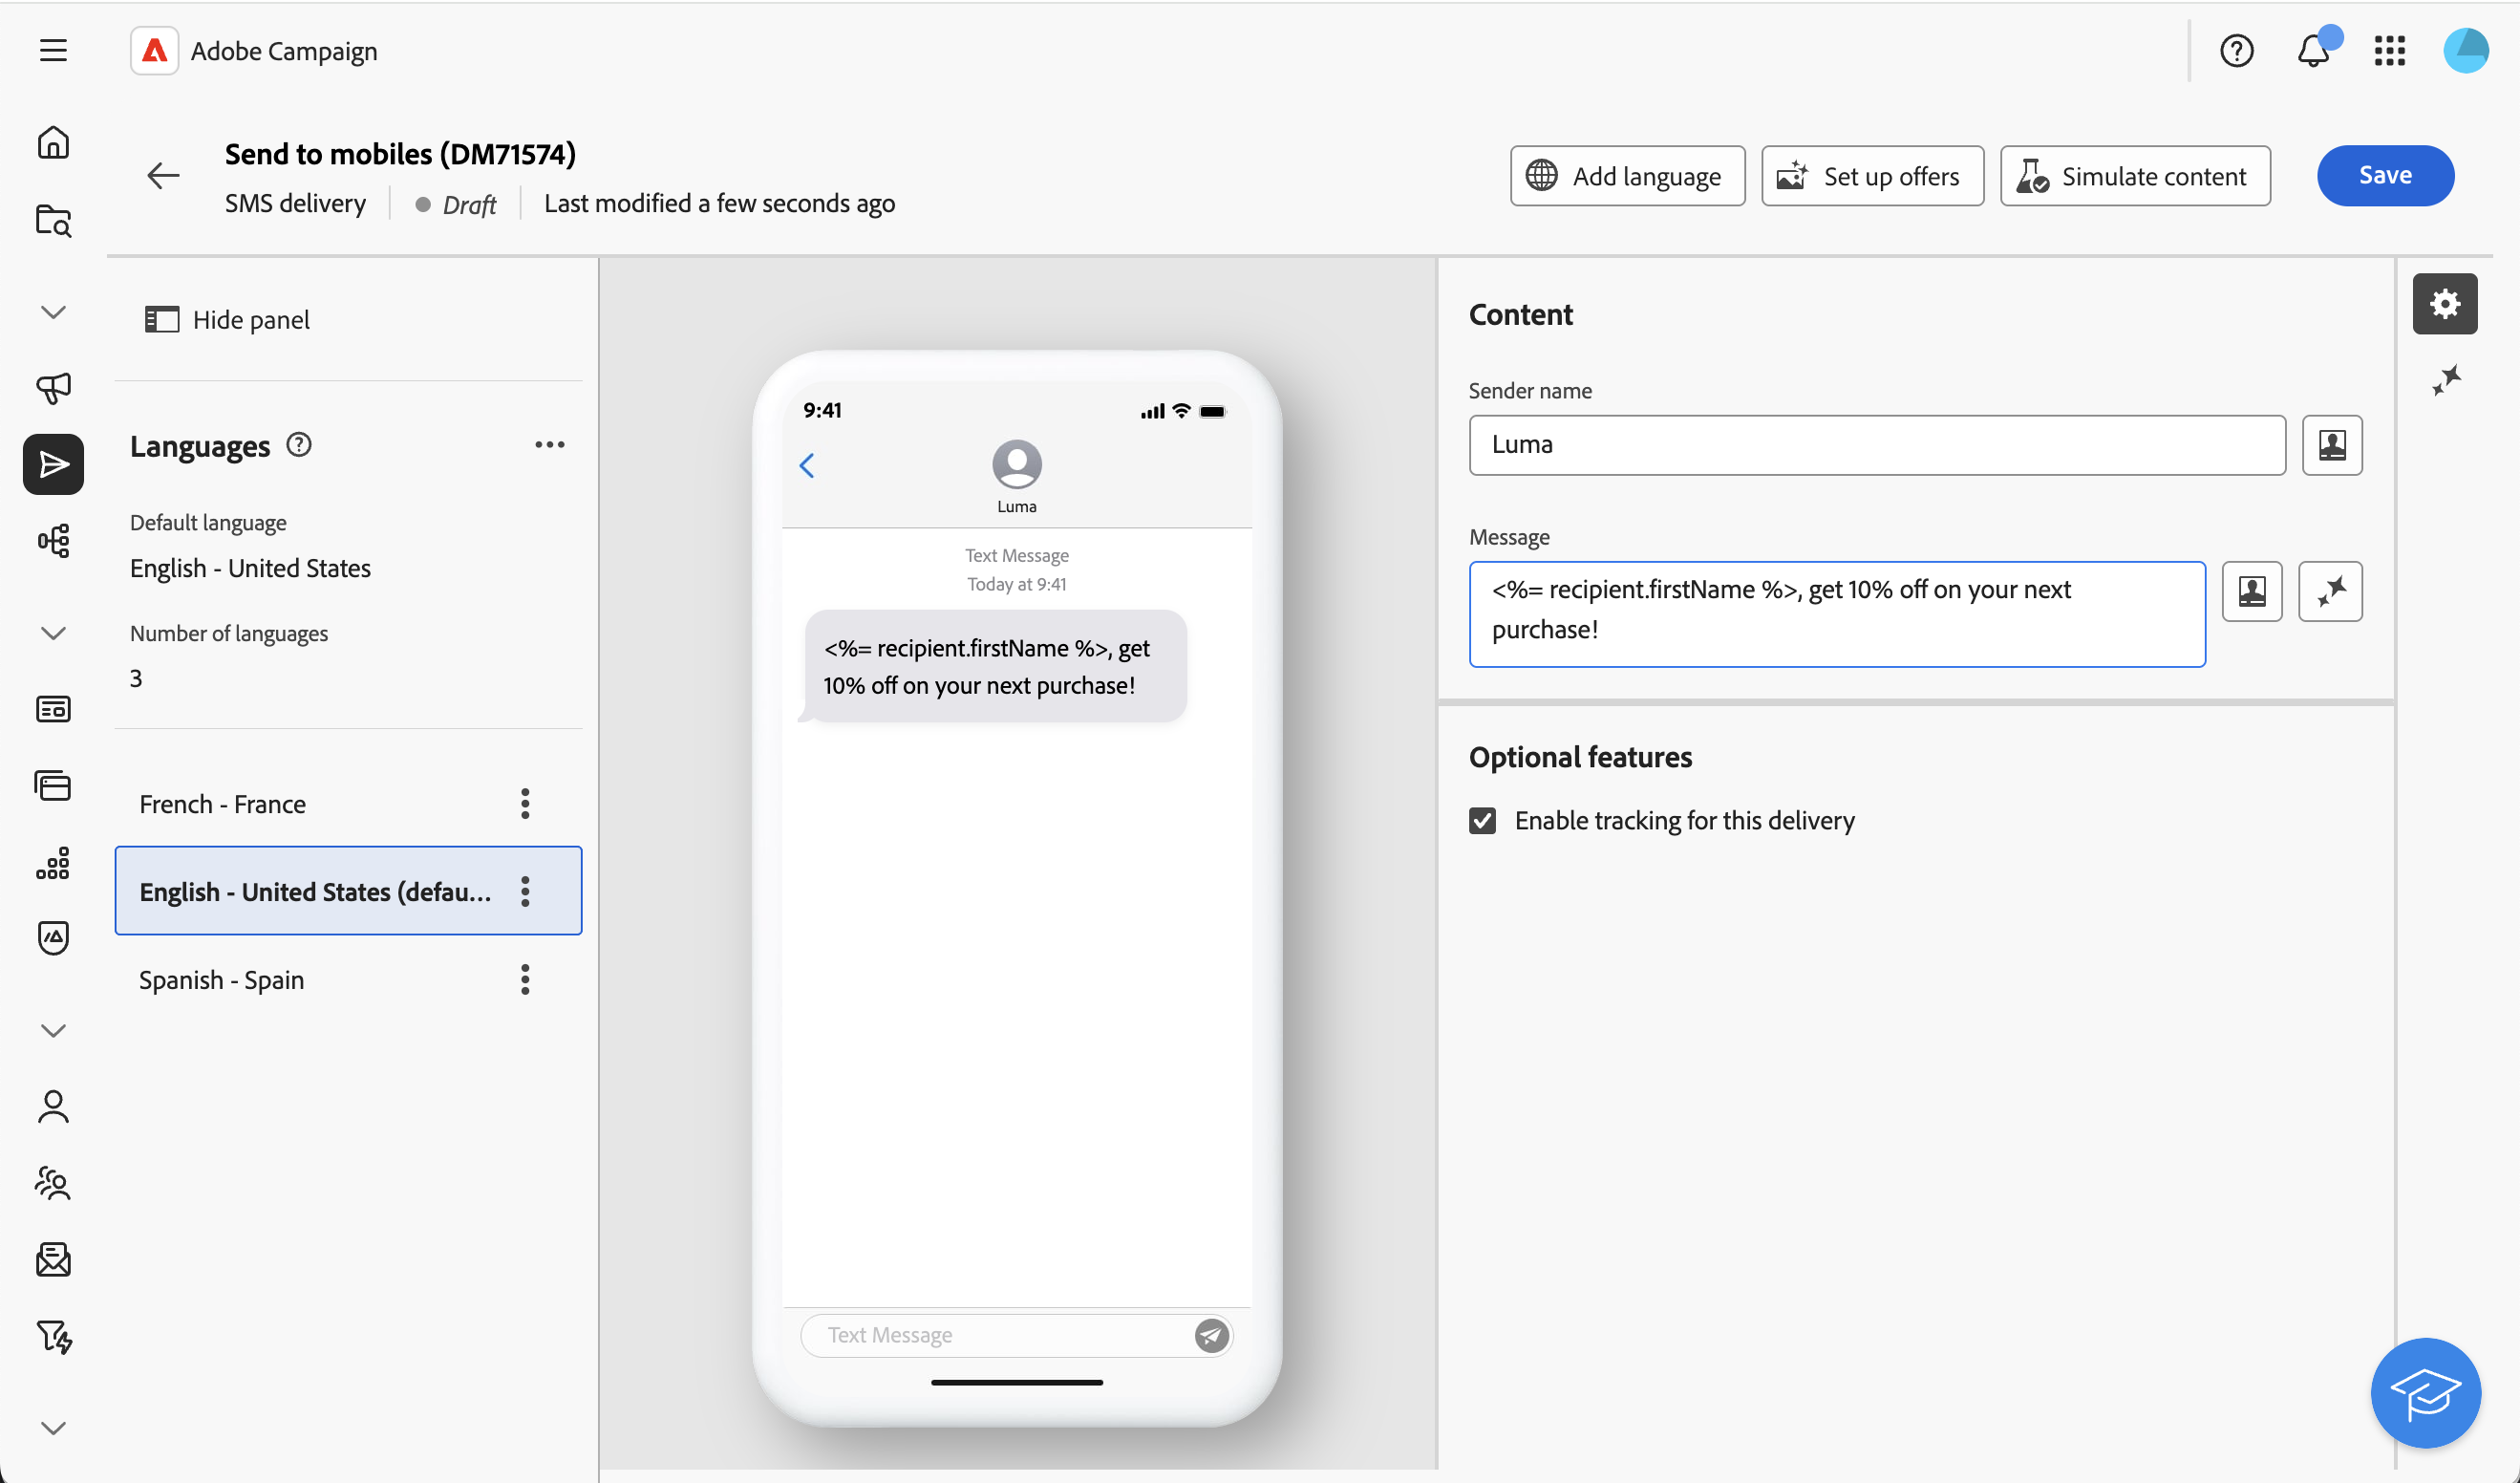 Adobe Campaign
Send to mobiles (DM71574)
SMS delivery
Draft
Last modified a few seconds ago
Add language
Set up offers
Simulate content
Save
Hide panel
Languages
Default language
English - United States
Number of languages
3
French - France
English - United States (defau...
Spanish - Spain
9:41
Luma
Text Message
Today at 9:41
<%= recipient.firstName %>, get
10% off on your next purchase!
Text Message
Content
Sender name
Luma
Message
<%= recipient.firstName %>, get 10% off on your next
purchase!
Optional features
Enable tracking for this delivery